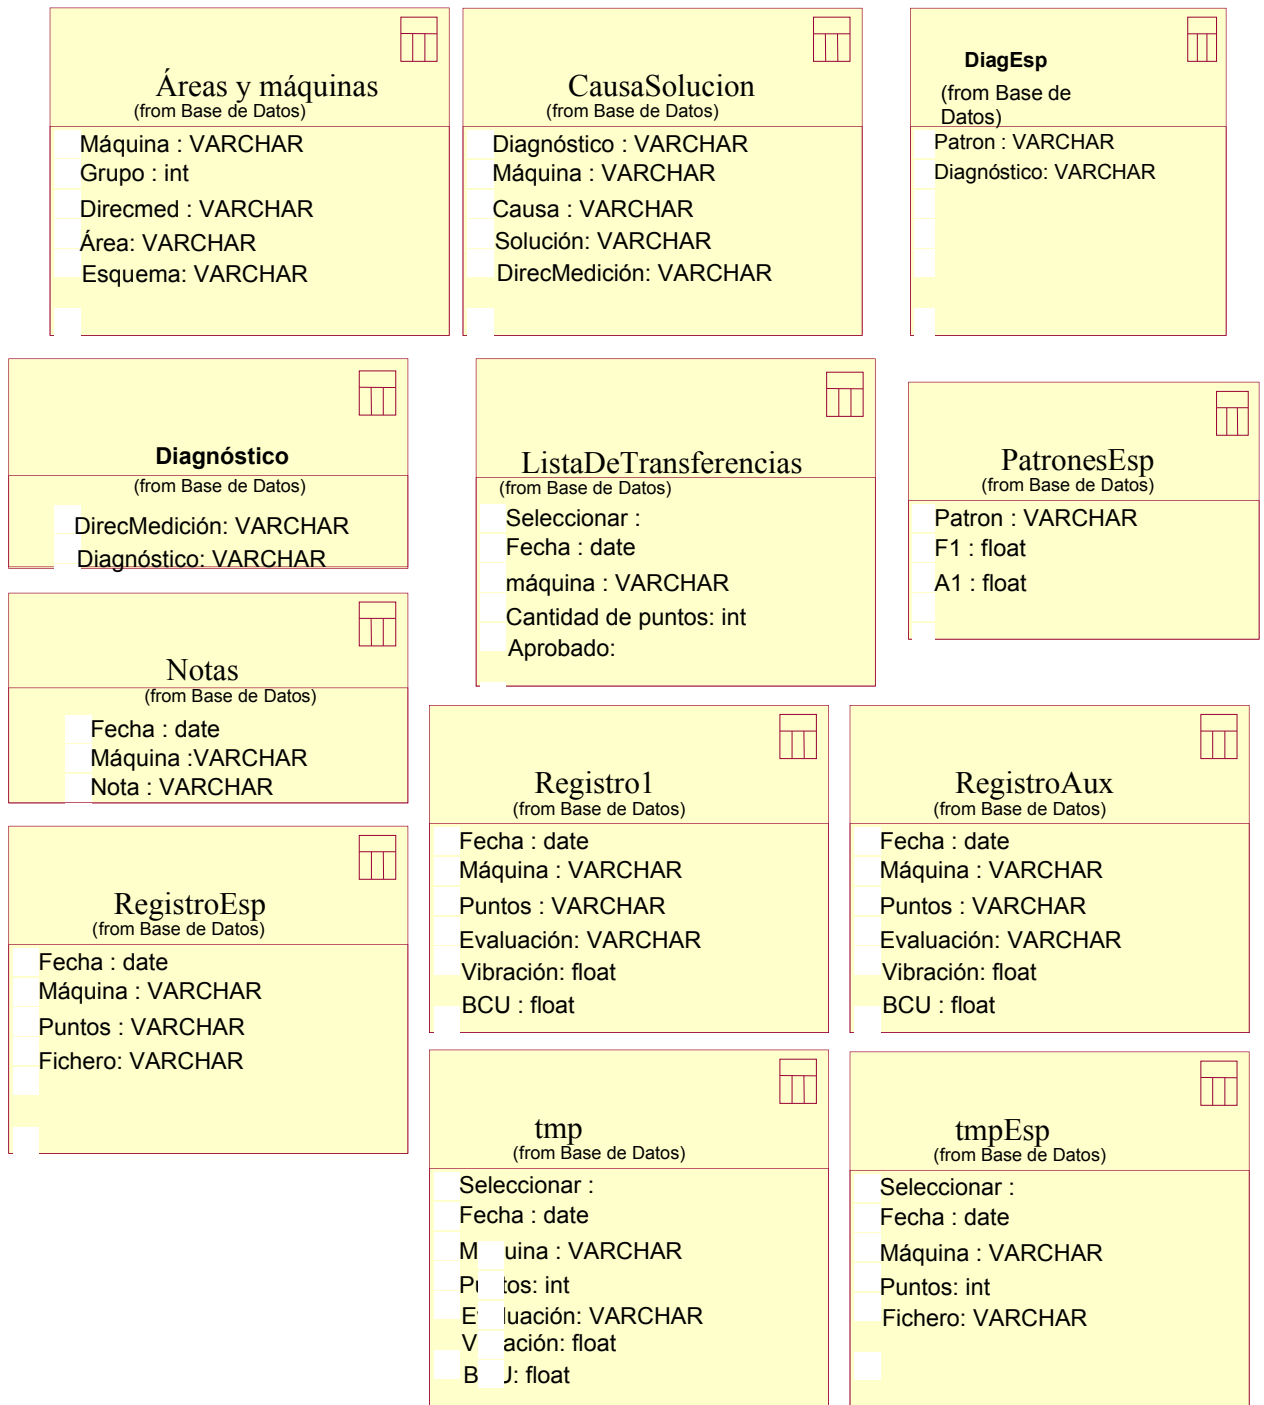 Áreas y máquinas
(from Base de Datos)
Máquina : VARCHAR
Grupo : int
Direcmed : VARCHAR
Área: VARCHAR
Esquema: VARCHAR
CausaSolucion
(from Base de Datos)
Diagnóstico : VARCHAR
Máquina : VARCHAR
Causa : VARCHAR
Solución: VARCHAR
DirecMedición: VARCHAR
DiagEsp
(from Base de
Datos)
Patron : VARCHAR
Diagnóstico: VARCHAR
Diagnóstico
(from Base de Datos)
DirecMedición: VARCHAR
Diagnóstico: VARCHAR
ListaDeTransferencias
(from Base de Datos)
Seleccionar :
Fecha : date
máquina : VARCHAR
Cantidad de puntos: int
Aprobado:
PatronesEsp
(from Base de Datos)
Patron : VARCHAR
F1 : float
A1 : float
Notas
(from Base de Datos)
Fecha : date
Máquina :VARCHAR
Nota : VARCHAR
Registro1
(from Base de Datos)
Fecha : date
Máquina : VARCHAR
Puntos : VARCHAR
Evaluación: VARCHAR
Vibración: float
BCU : float
RegistroAux
(from Base de Datos)
Fecha : date
Máquina : VARCHAR
Puntos : VARCHAR
Evaluación: VARCHAR
Vibración: float
BCU : float
RegistroEsp
(from Base de Datos)
Fecha : date
Máquina : VARCHAR
Puntos : VARCHAR
Fichero: VARCHAR
tmp
(from Base de Datos)
Seleccionar :
Fecha : date
Máquina : VARCHAR
Puntos: int
Evaluación: VARCHAR
Vibración: float
BCU: float
tmpEsp
(from Base de Datos)
Seleccionar :
Fecha : date
Máquina : VARCHAR
Puntos: int
Fichero: VARCHAR